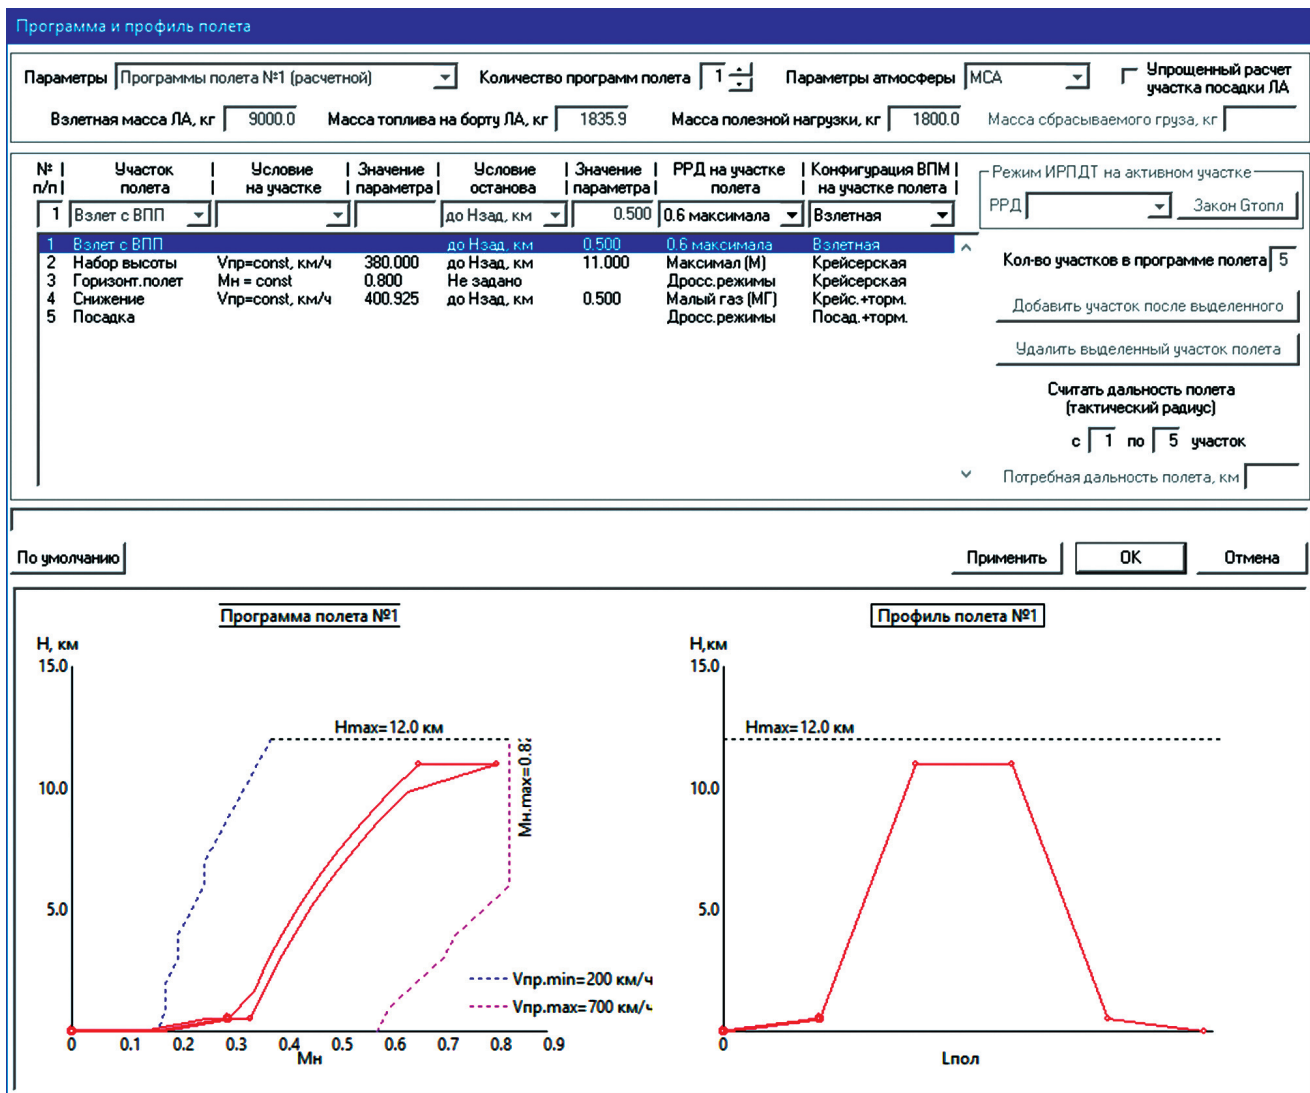 Программа и профиль полета
Параметры Программы полета №1 (расчетной) Количество программ полета 1 Параметры атмосферы МСА Упрощенный расчет участка посадки ЛА
Взлетная масса ЛА, кг 9000.0 Масса топлива на борту ЛА, кг 1835.9 Масса полезной нагрузки, кг 1800.0 Масса сбрасываемого груза, кг
№ | Участок | Условие | Значение | Условие | Значение | РРД на участке | Конфигурация ВПМ |
п/п | полета | на участке | параметра | останова | параметра | полета | на участке полета |
1 Взлет с ВПП до Нзад, км 0.500 0.6 максимала Взлетная
1 Взлет с ВПП до Нзад, км 0.500 0.6 максимала Взлетная
2 Набор высоты Vпр=const, км/ч 380.000 до Нзад, км 11.000 Максимал (М) Крейсерская
3 Горизонт.полет Мн = const 0.800 Не задано Дросс.режимы Крейсерская
4 Снижение Vпр=const, км/ч 400.925 до Нзад, км 0.500 Малый газ (МГ) Крейс.+торм.
5 Посадка Дросс.режимы Посад.+торм.
Режим ИРПДТ на активном участке
РРД Закон Gтопл
Кол-во участков в программе полета 5
Добавить участок после выделенного
Удалить выделенный участок полета
Считать дальность полета
(тактический радиус)
с 1 по 5 участок
Потребная дальность полета, км
По умолчанию Применить ОК Отмена
Программа полета №1
Н, км
15.0
Hmax=12.0 км
Мн.max=0.82
10.0
5.0
Vпр.min=200 км/ч
Vпр.max=700 км/ч
0 0.1 0.2 0.3 0.4 0.5 0.6 0.7 0.8 0.9
Мн
Профиль полета №1
Н,км
15.0
Hmax=12.0 км
10.0
5.0
0
Lпол